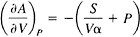 (∂A/∂V)_P = −(S/Vα + P)